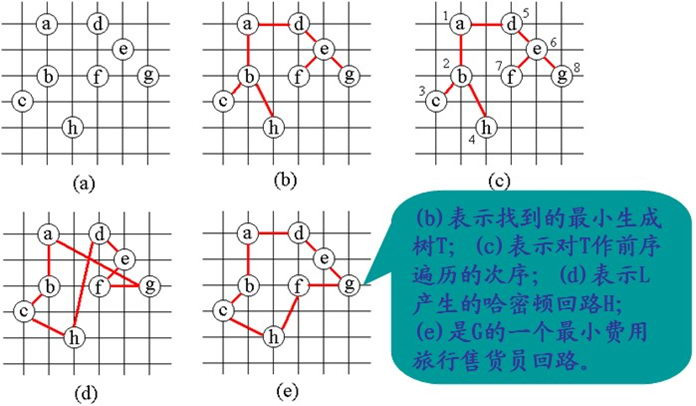 a d
e
b f g
c
h
(a)
a d
e
b f g
c
h
(b)
1 a d 5
e 6
2 b 7 f g 8
3 c
h
4
(c)
a d
e
b f g
c
h
(d)
a d
e
b f g
c
h
(e)
(b)表示找到的最小生成
树T；(c)表示对T作前序
遍历的次序；(d)表示L
产生的哈密顿回路H；
(e)是G的一个最小费用
旅行售货员回路。